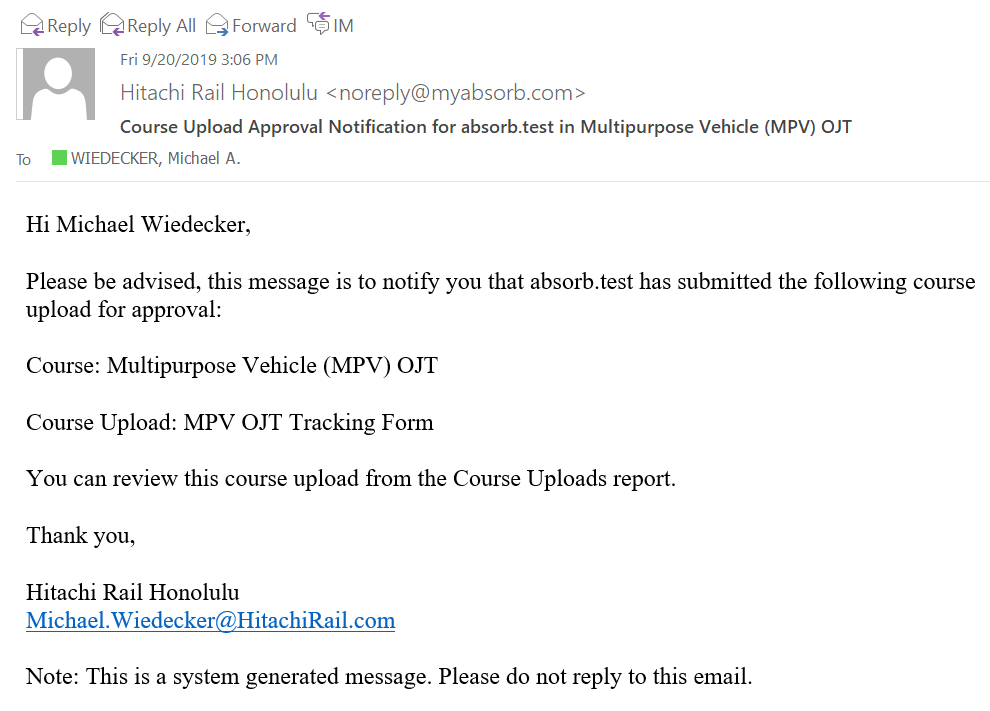 Reply Reply All Forward IM
Fri 9/20/2019 3:06 PM
Hitachi Rail Honolulu <noreply@myabsorb.com>
Course Upload Approval Notification for absorb.test in Multipurpose Vehicle (MPV) OJT
To WIEDECKER, Michael A.
Hi Michael Wiedecker,
Please be advised, this message is to notify you that absorb.test has submitted the following course
upload for approval:
Course: Multipurpose Vehicle (MPV) OJT
Course Upload: MPV OJT Tracking Form
You can review this course upload from the Course Uploads report.
Thank you,
Hitachi Rail Honolulu
Michael.Wiedecker@HitachiRail.com
Note: This is a system generated message. Please do not reply to this email.